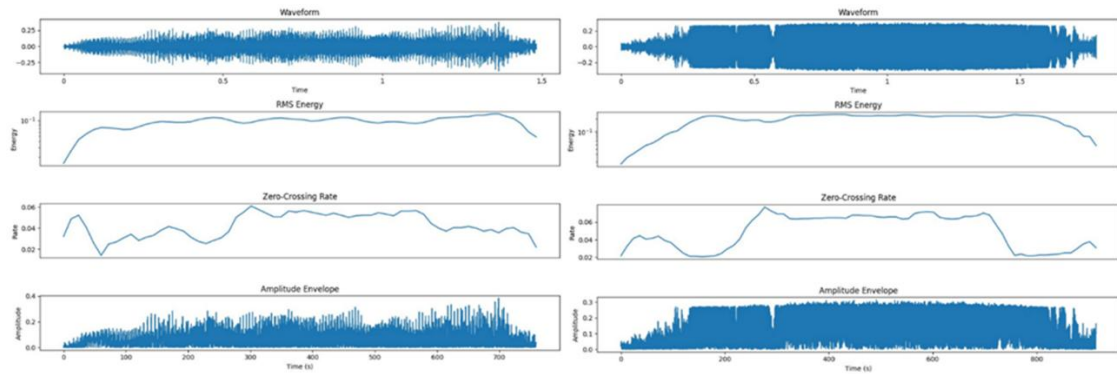 Waveform
0.25
0.00
−0.25
0
0.5
1
1.5
Time
RMS Energy
Energy
10⁻¹
Zero-Crossing Rate
Rate
0.06
0.04
0.02
Amplitude Envelope
Amplitude
0.4
0.2
0.0
0
100
200
300
400
500
600
700
Time (s)
Waveform
0.2
0.0
−0.2
0
6.5
1
1.5
Time
RMS Energy
Energy
10⁻¹
Zero-Crossing Rate
Rate
0.06
0.04
0.02
Amplitude Envelope
Amplitude
0.3
0.2
0.1
0.0
0
200
400
600
800
Time (s)